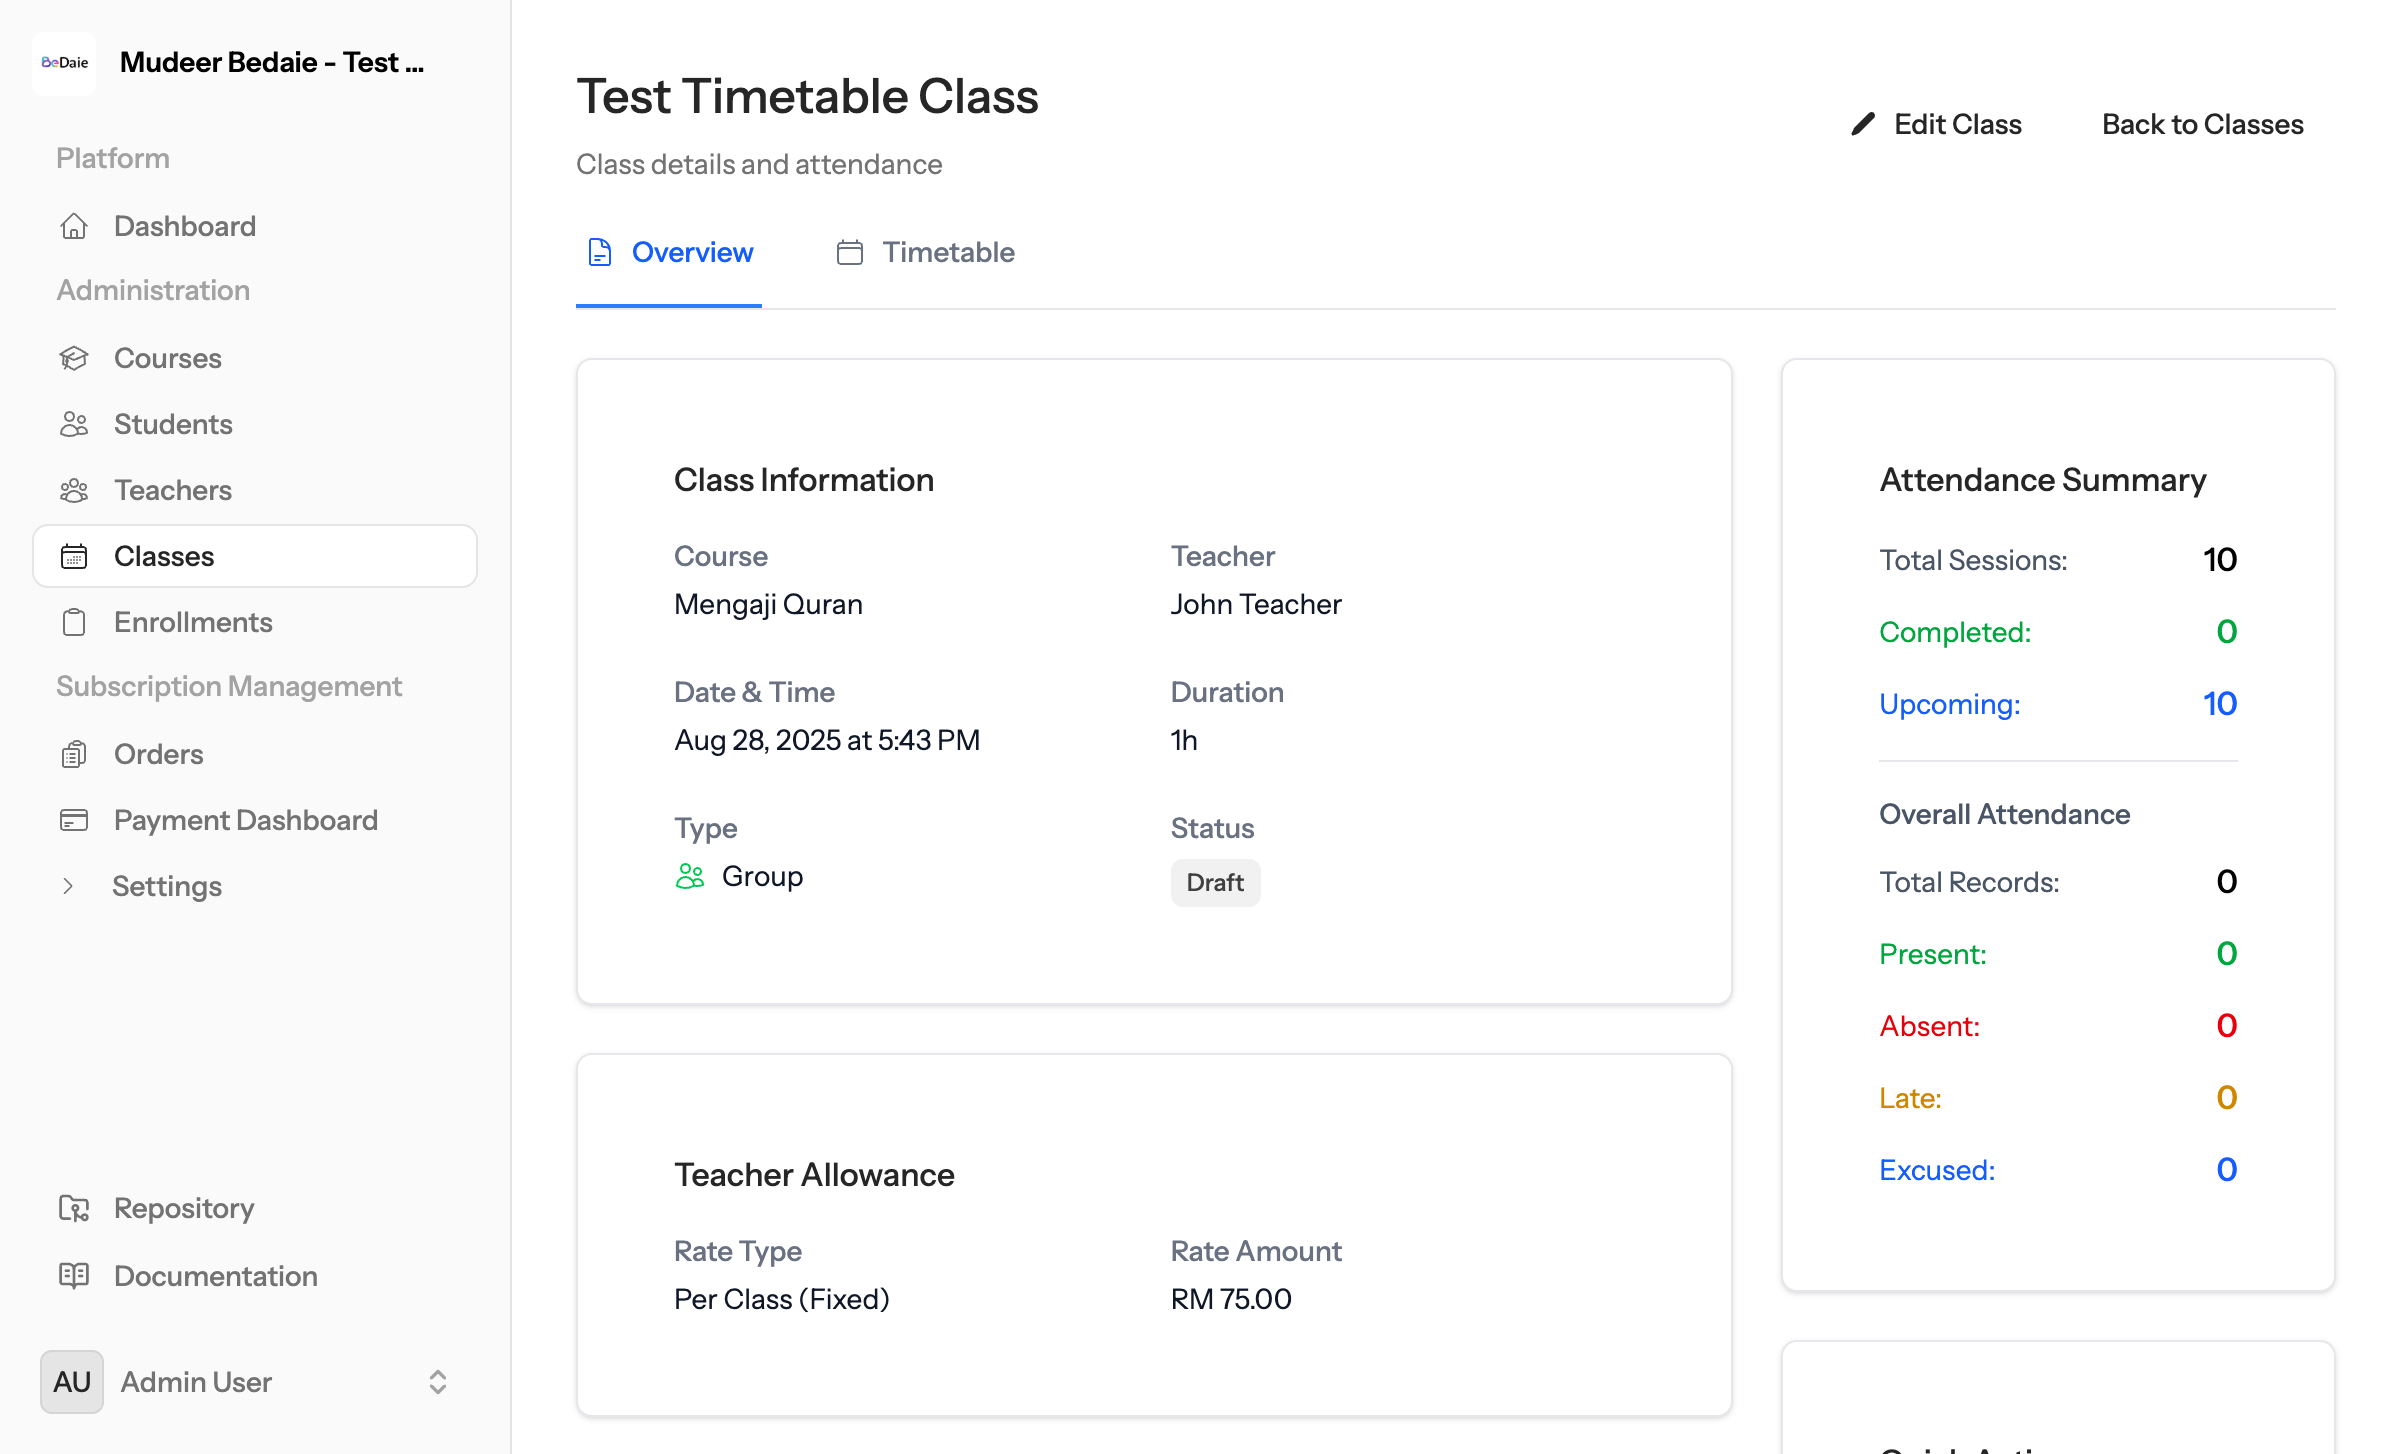 BeDaie
Mudeer Bedaie - Test ...
Platform
Dashboard
Administration
Courses
Students
Teachers
Classes
Enrollments
Subscription Management
Orders
Payment Dashboard
Settings
Repository
Documentation
AU
Admin User
Test Timetable Class
Class details and attendance
Edit Class
Back to Classes
Overview
Timetable
Class Information
Course
Mengaji Quran
Teacher
John Teacher
Date & Time
Aug 28, 2025 at 5:43 PM
Duration
1h
Type
Group
Status
Draft
Teacher Allowance
Rate Type
Per Class (Fixed)
Rate Amount
RM 75.00
Attendance Summary
Total Sessions: 10
Completed: 0
Upcoming: 10
Overall Attendance
Total Records: 0
Present: 0
Absent: 0
Late: 0
Excused: 0